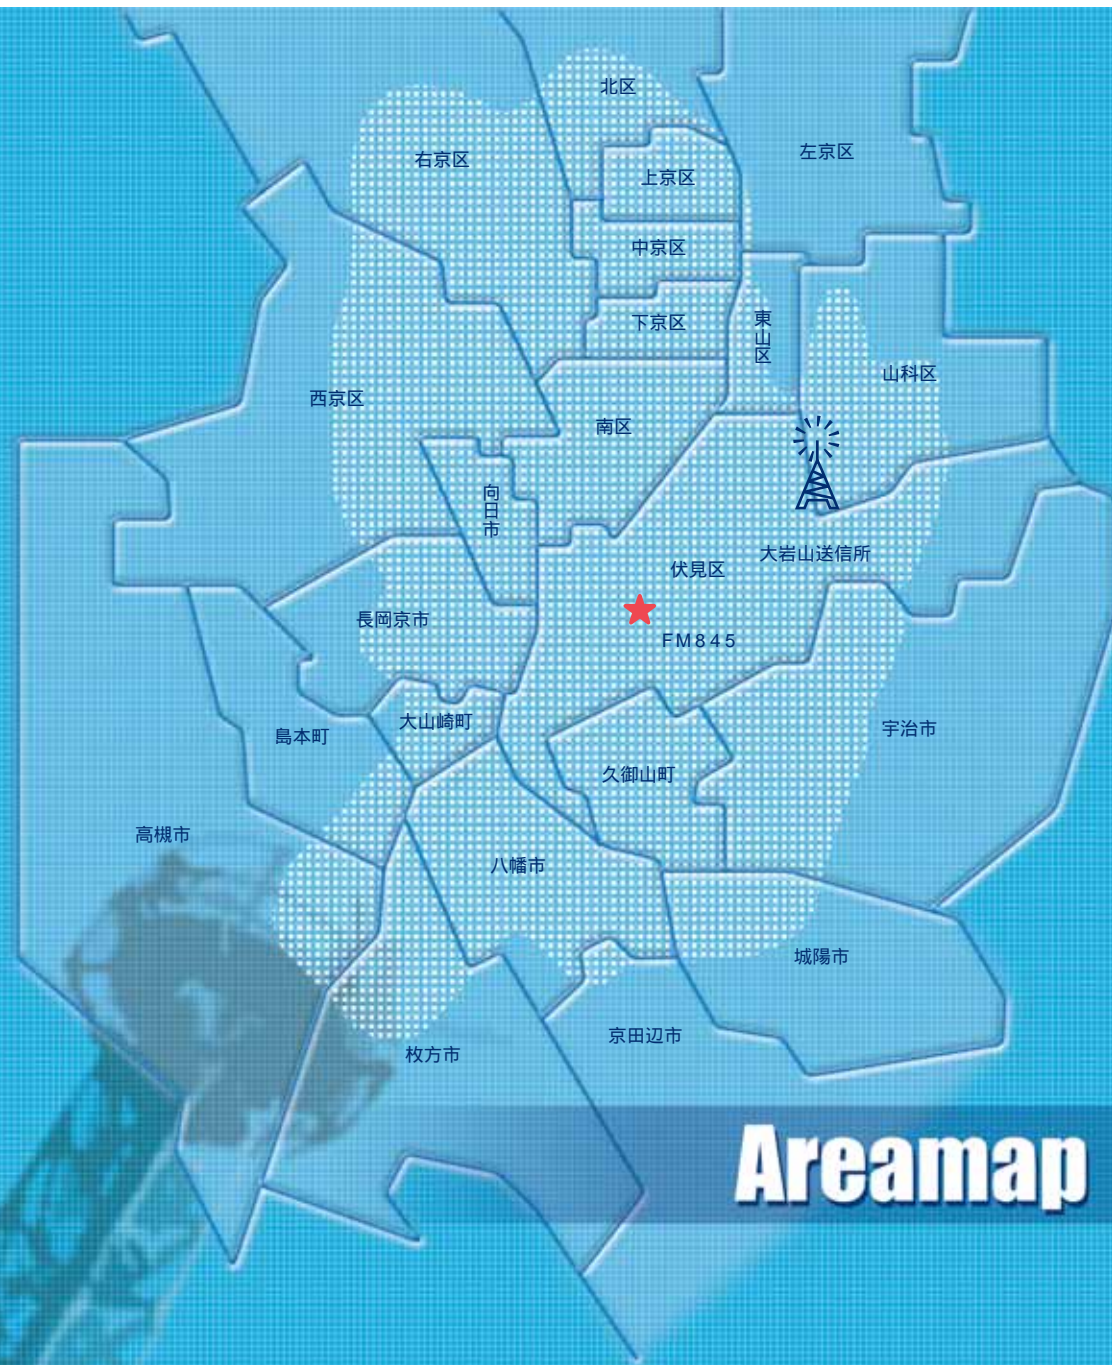 北区
左京区
右京区
上京区
中京区
下京区
東山区
山科区
西京区
南区
向日市
大岩山送信所
伏見区
長岡京市
FM845
大山崎町
島本町
宇治市
久御山町
高槻市
八幡市
城陽市
京田辺市
枚方市
Areamap